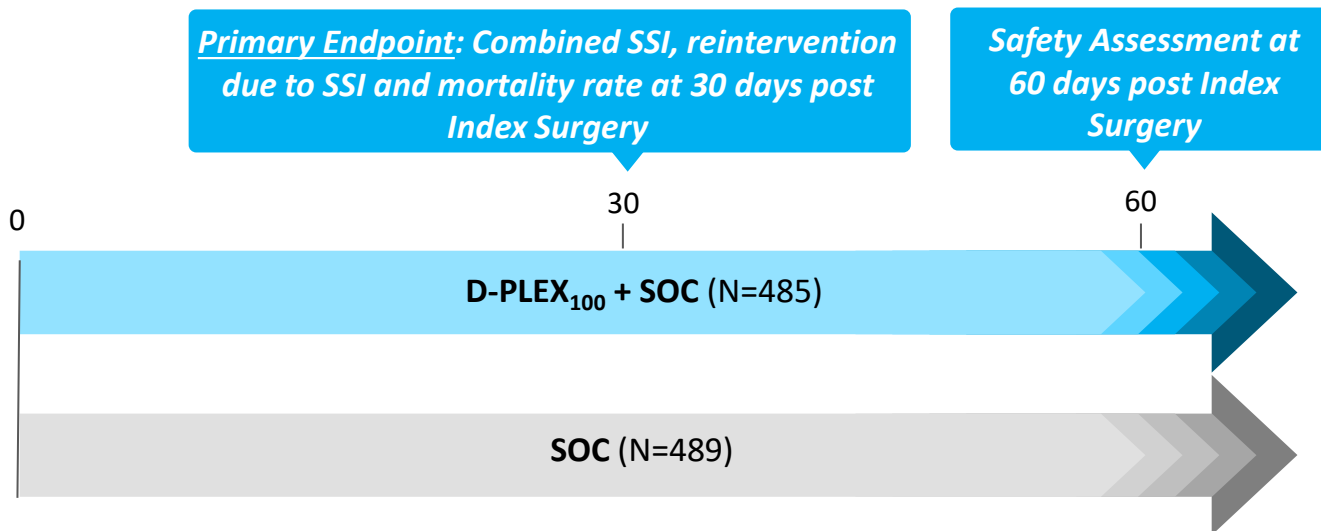 Primary Endpoint: Combined SSI, reintervention
due to SSI and mortality rate at 30 days post
Index Surgery
Safety Assessment at
60 days post Index
Surgery
0
30
60
D-PLEX100 + SOC (N=485)
SOC (N=489)